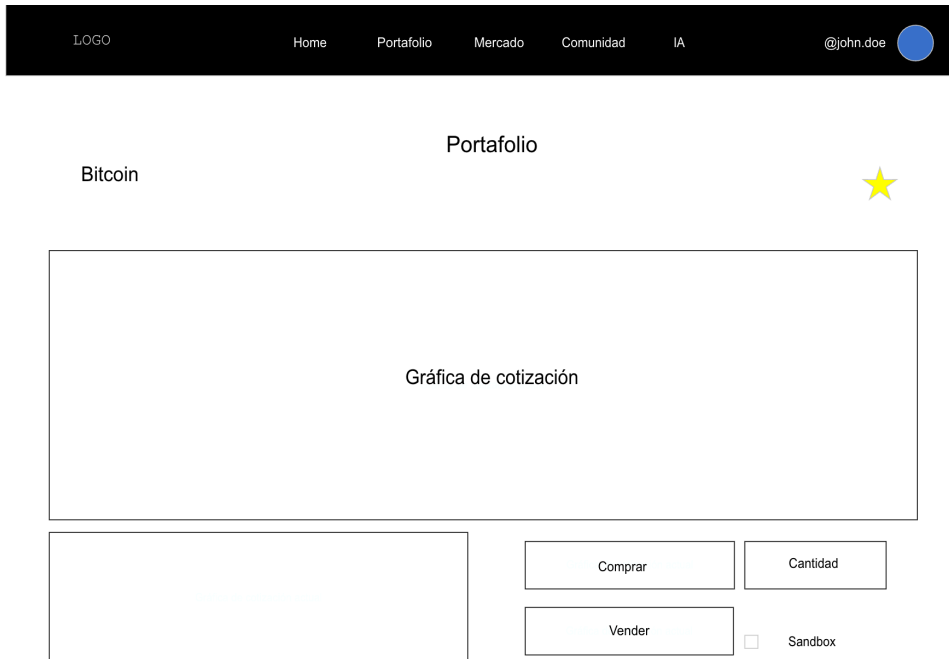 LOGO Home Portafolio Mercado Comunidad IA @john.doe
Portafolio
Bitcoin
Gráfica de cotización
Comprar Cantidad
Vender Sandbox